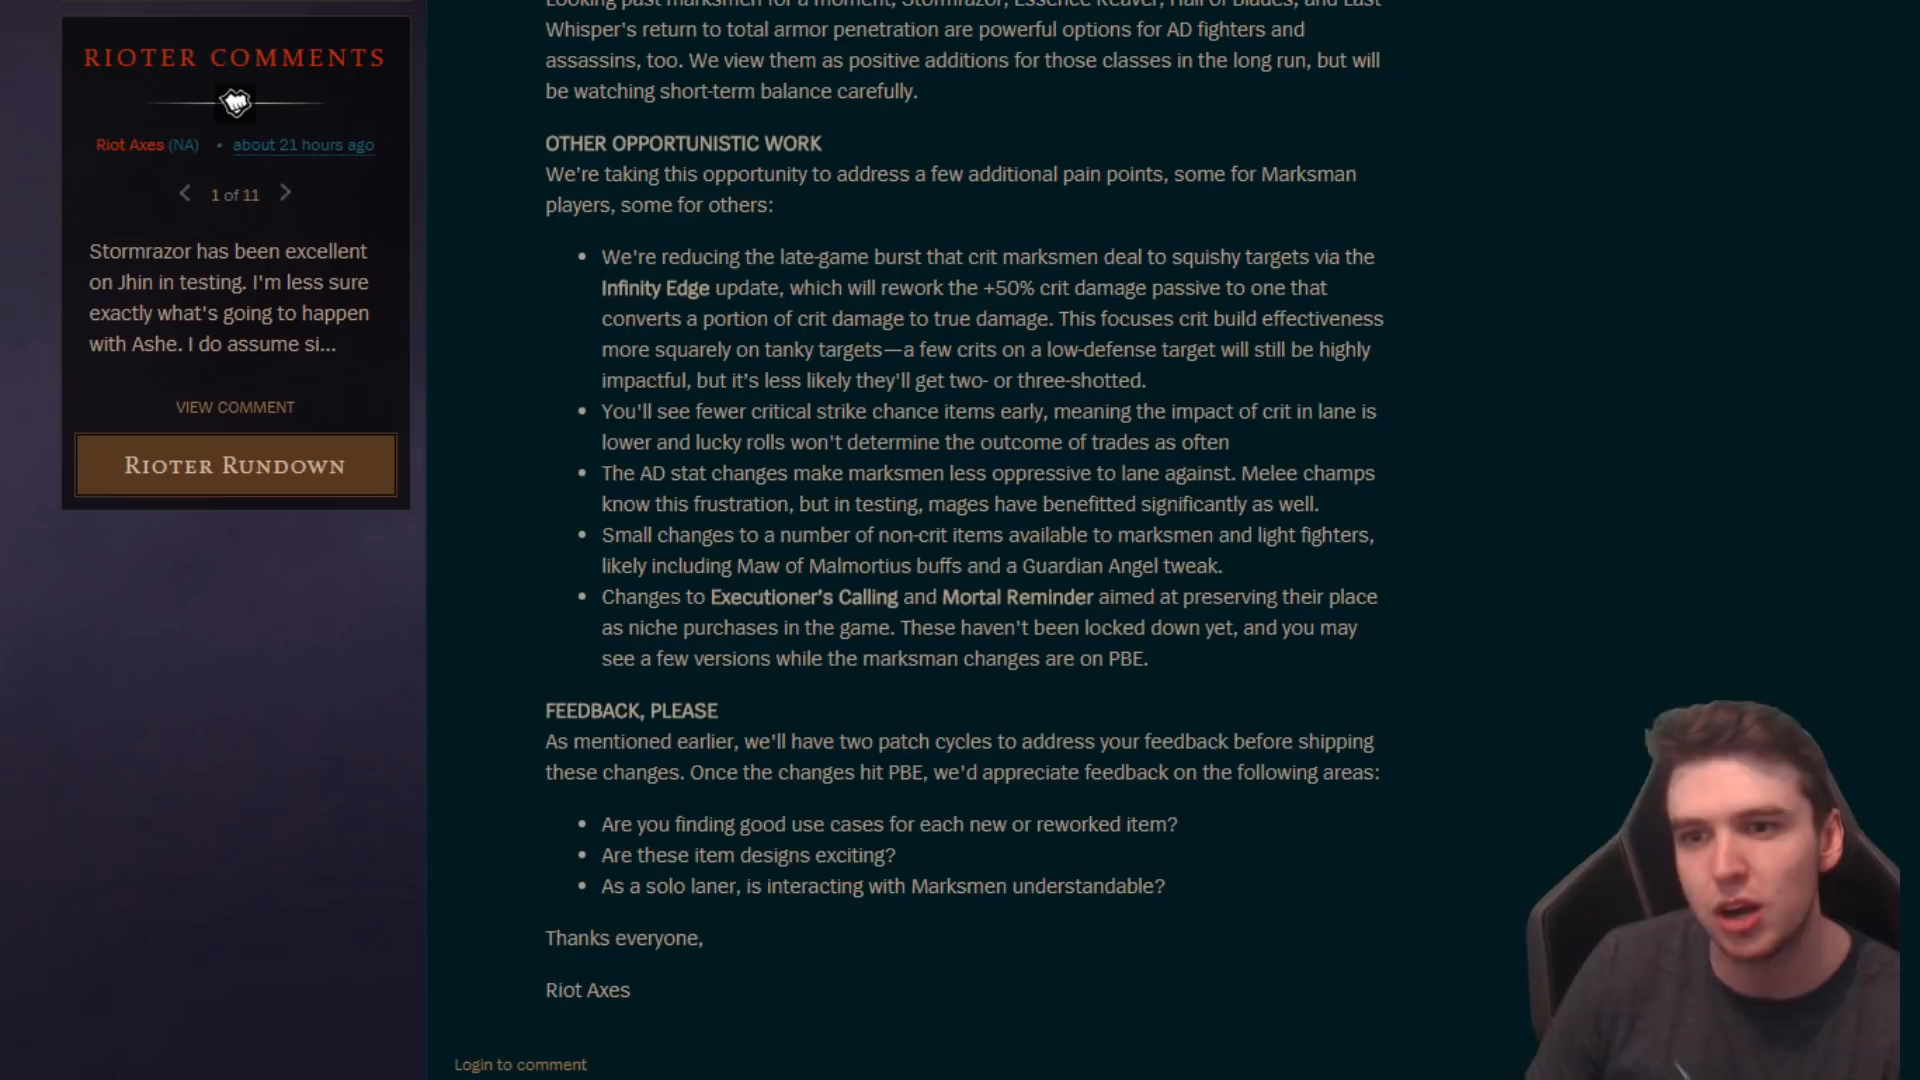 RIOTER COMMENTS
Riot Axes (NA) • about 21 hours ago
1 of 11
Stormrazor has been excellent
on Jhin in testing. I'm less sure
exactly what's going to happen
with Ashe. I do assume si...
VIEW COMMENT
RIOTER RUNDOWN
Looking past marksmen for a moment, Stormrazor, Essence Reaver, Hall of Blades, and Last
Whisper's return to total armor penetration are powerful options for AD fighters and
assassins, too. We view them as positive additions for those classes in the long run, but will
be watching short-term balance carefully.
OTHER OPPORTUNISTIC WORK
We're taking this opportunity to address a few additional pain points, some for Marksman
players, some for others:
• We're reducing the late-game burst that crit marksmen deal to squishy targets via the
Infinity Edge update, which will rework the +50% crit damage passive to one that
converts a portion of crit damage to true damage. This focuses crit build effectiveness
more squarely on tanky targets—a few crits on a low-defense target will still be highly
impactful, but it's less likely they'll get two- or three-shotted.
• You'll see fewer critical strike chance items early, meaning the impact of crit in lane is
lower and lucky rolls won't determine the outcome of trades as often
• The AD stat changes make marksmen less oppressive to lane against. Melee champs
know this frustration, but in testing, mages have benefitted significantly as well.
• Small changes to a number of non-crit items available to marksmen and light fighters,
likely including Maw of Malmortius buffs and a Guardian Angel tweak.
• Changes to Executioner's Calling and Mortal Reminder aimed at preserving their place
as niche purchases in the game. These haven't been locked down yet, and you may
see a few versions while the marksman changes are on PBE.
FEEDBACK, PLEASE
As mentioned earlier, we'll have two patch cycles to address your feedback before shipping
these changes. Once the changes hit PBE, we'd appreciate feedback on the following areas:
• Are you finding good use cases for each new or reworked item?
• Are these item designs exciting?
• As a solo laner, is interacting with Marksmen understandable?
Thanks everyone,
Riot Axes
Login to comment